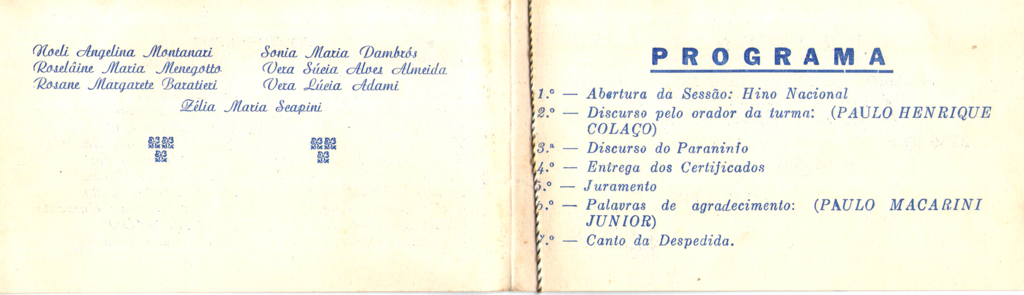 Noeli Angelina Montanari
Roselâine Maria Menegotto
Rosane Margarete Baratieri
Sonia Maria Dambrós
Vera Súcia Alves Almeida
Vera Lúcia Adami
Zélia Maria Scapini
PROGRAMA
1.º — Abertura da Sessão: Hino Nacional
2.º — Discurso pelo orador da turma: (PAULO HENRIQUE
COLAÇO)
3.ª — Discurso do Paraninfo
4.º — Entrega dos Certificados
5.º — Juramento
6.º — Palavras de agradecimento: (PAULO MACARINI
JUNIOR)
7.º — Canto da Despedida.